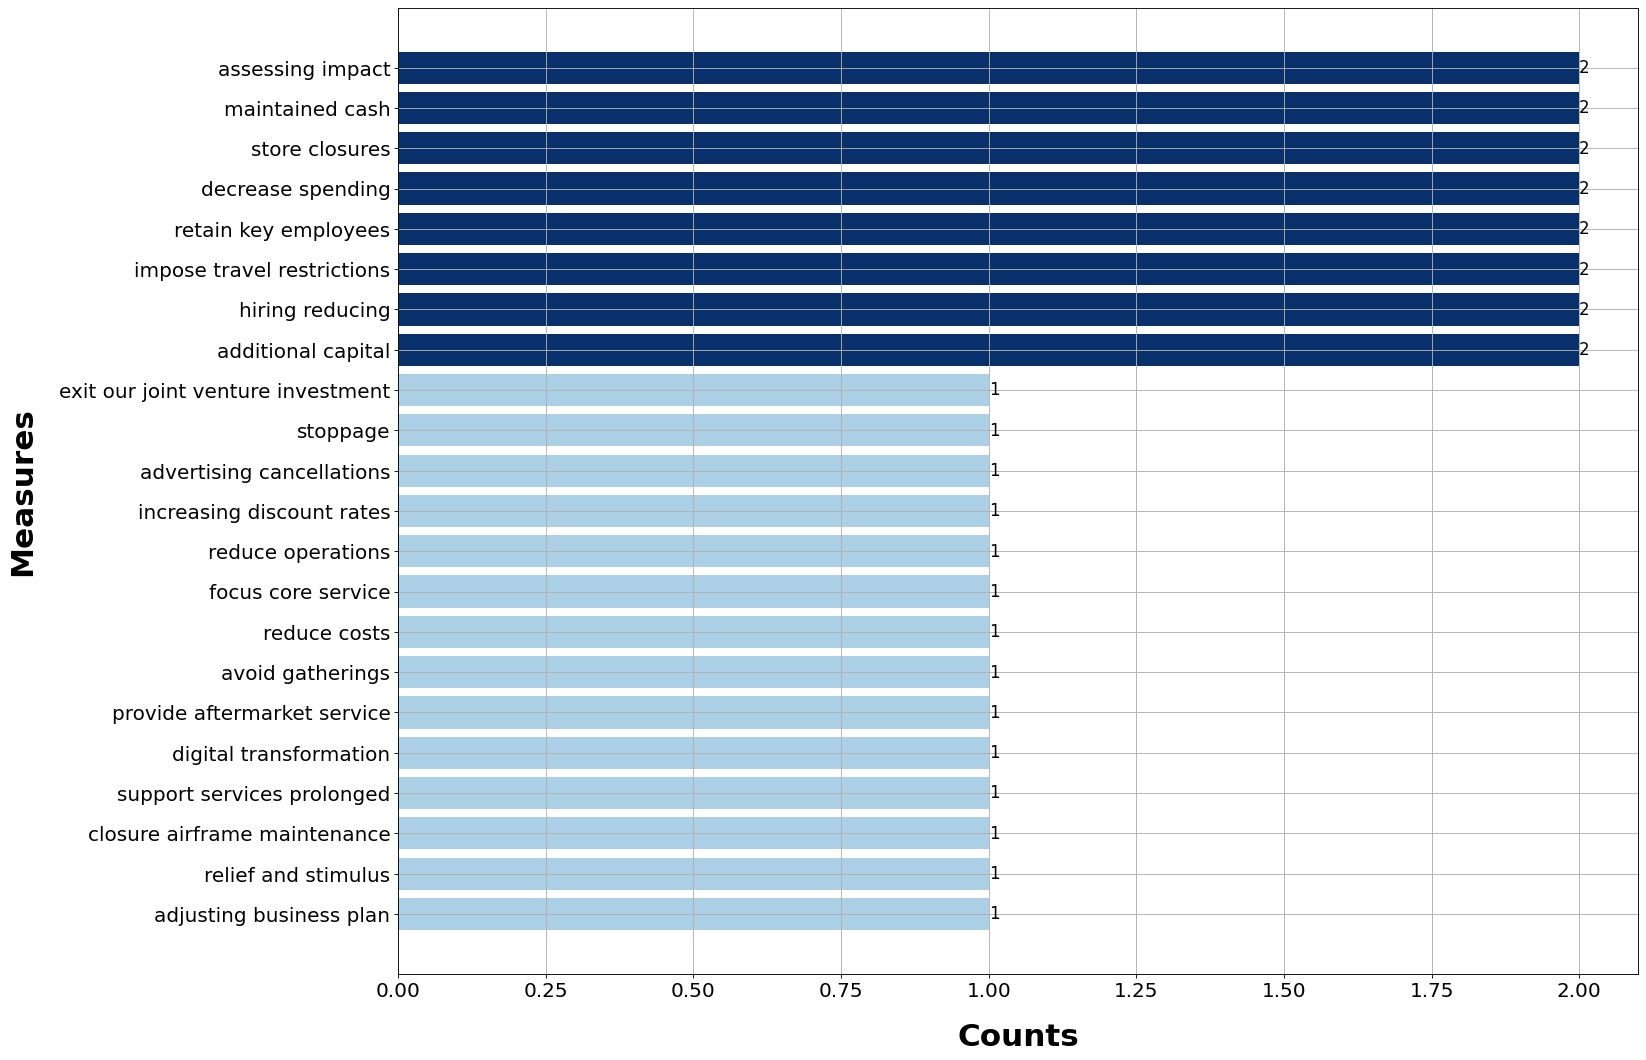 assessing impact 2
maintained cash 2
store closures 2
decrease spending 2
retain key employees 2
impose travel restrictions 2
hiring reducing 2
additional capital 2
exit our joint venture investment 1
stoppage 1
advertising cancellations 1
increasing discount rates 1
reduce operations 1
focus core service 1
reduce costs 1
avoid gatherings 1
provide aftermarket service 1
digital transformation 1
support services prolonged 1
closure airframe maintenance 1
relief and stimulus 1
adjusting business plan 1
Measures
0.00 0.25 0.50 0.75 1.00 1.25 1.50 1.75 2.00
Counts